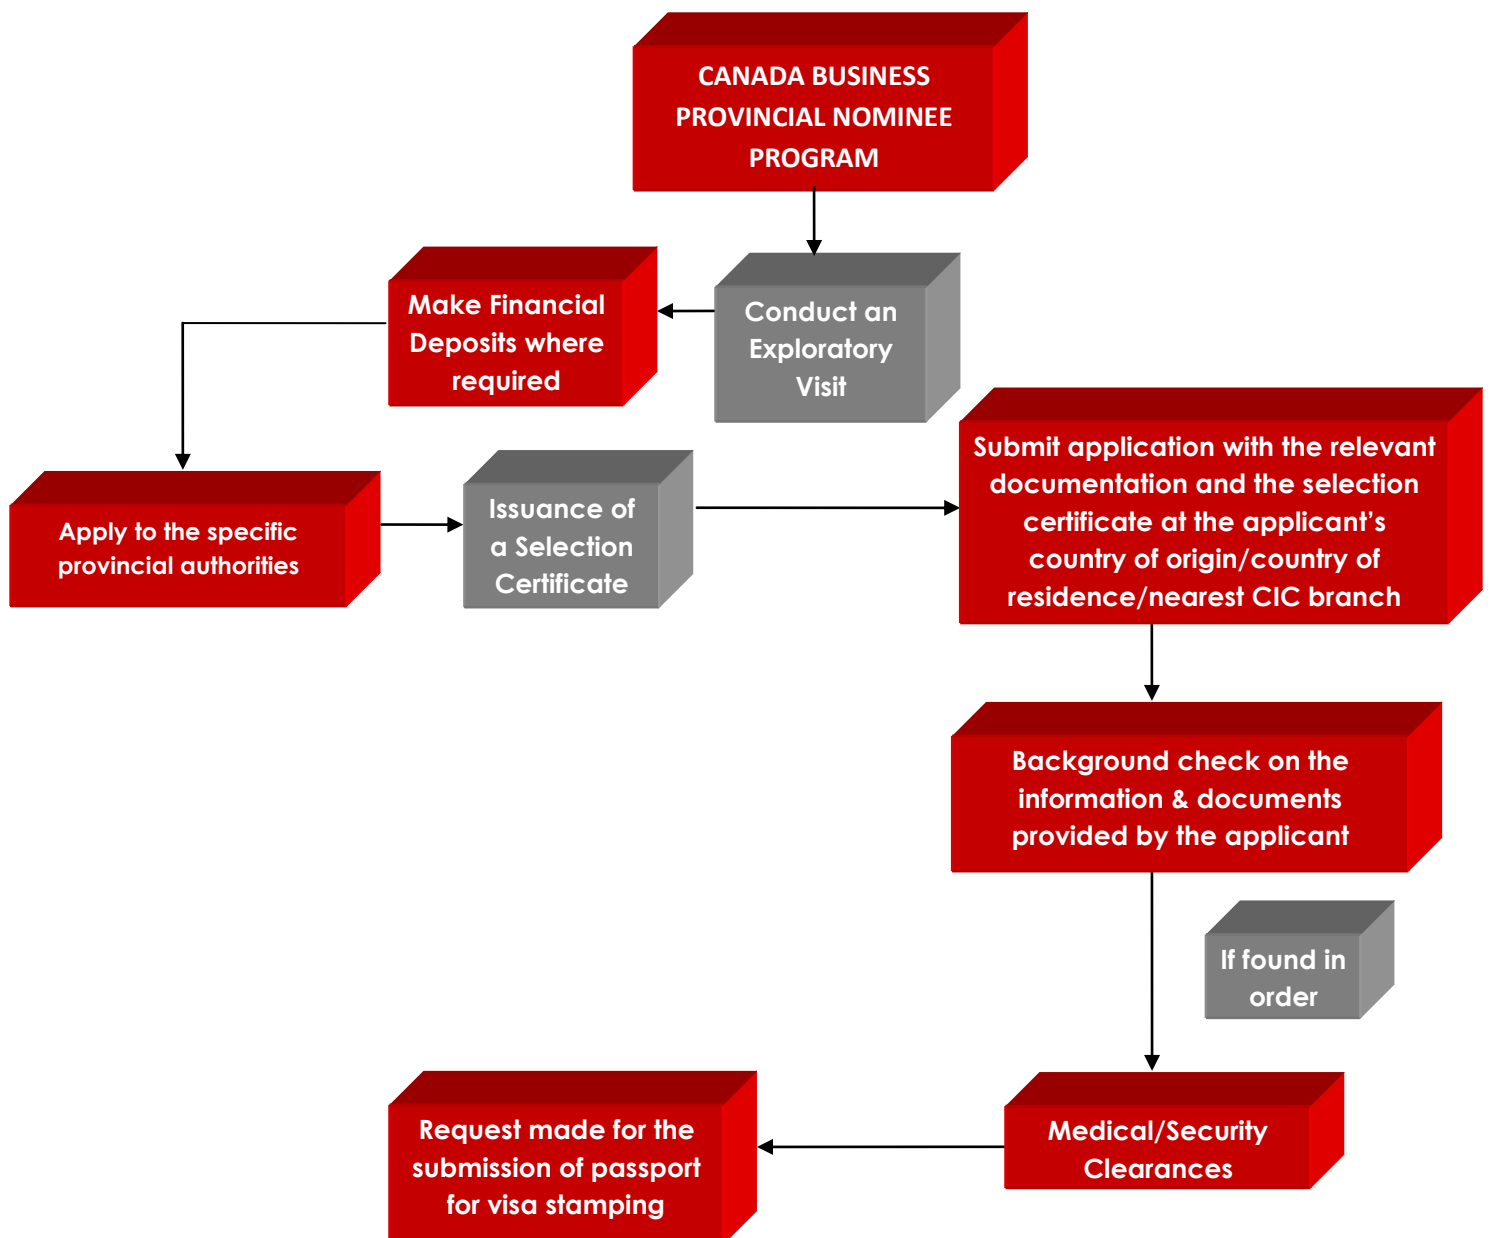 CANADA BUSINESS
PROVINCIAL NOMINEE
PROGRAM
Conduct an
Exploratory
Visit
Make Financial
Deposits where
required
Apply to the specific
provincial authorities
Issuance of
a Selection
Certificate
Submit application with the relevant
documentation and the selection
certificate at the applicant’s
country of origin/country of
residence/nearest CIC branch
Background check on the
information & documents
provided by the applicant
If found in
order
Medical/Security
Clearances
Request made for the
submission of passport
for visa stamping